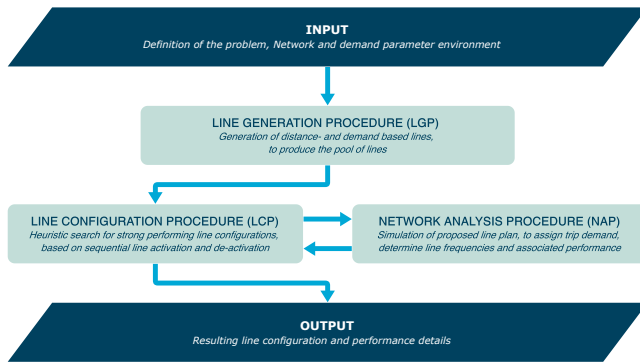 INPUT
Definition of the problem, Network and demand parameter environment
LINE GENERATION PROCEDURE (LGP)
Generation of distance- and demand based lines,
to produce the pool of lines
LINE CONFIGURATION PROCEDURE (LCP)
Heuristic search for strong performing line configurations,
based on sequential line activation and de-activation
NETWORK ANALYSIS PROCEDURE (NAP)
Simulation of proposed line plan, to assign trip demand,
determine line frequencies and associated performance
OUTPUT
Resulting line configuration and performance details